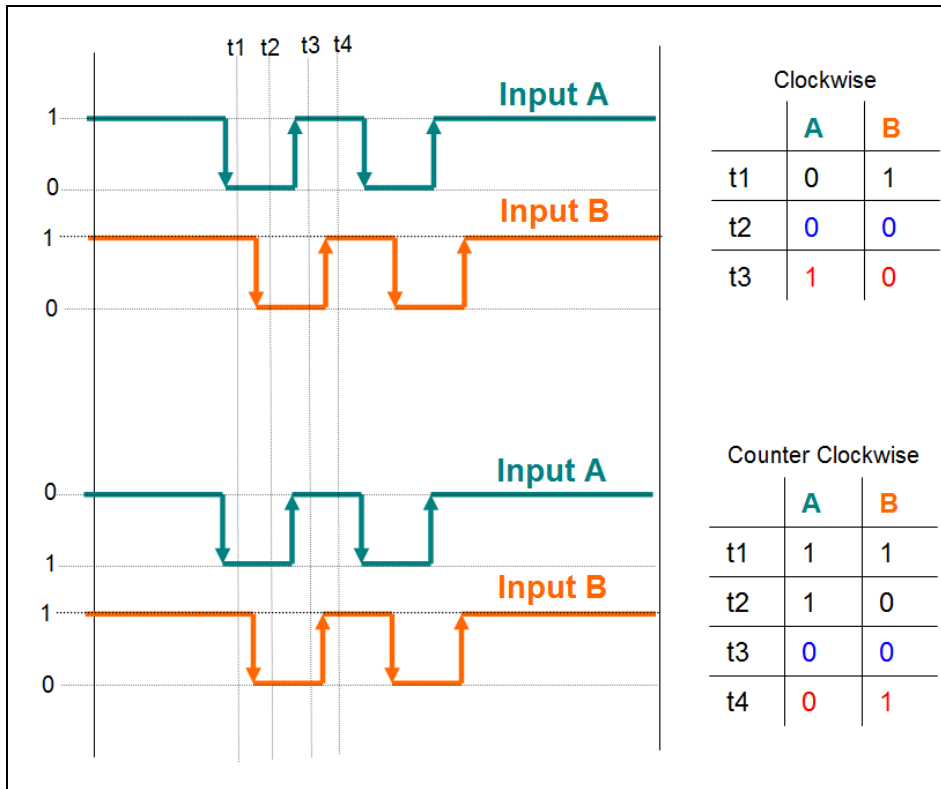 t1 t2 t3 t4
Input A
1
0
Input B
1
0
Clockwise
A B
t1 0 1
t2 0 0
t3 1 0
Input A
0
1
Input B
1
0
Counter Clockwise
A B
t1 1 1
t2 1 0
t3 0 0
t4 0 1